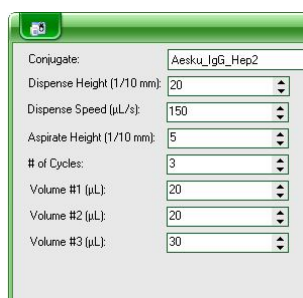 Conjugate: Aesku_IgG_Hep2
Dispense Height (1/10 mm): 20
Dispense Speed (µL/s): 150
Aspirate Height (1/10 mm): 5
# of Cycles: 3
Volume #1 (µL): 20
Volume #2 (µL): 20
Volume #3 (µL): 30